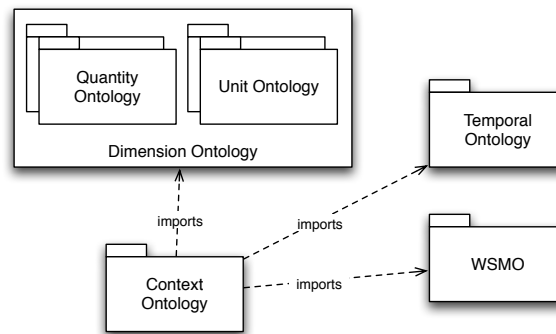 Quantity
Ontology
Unit Ontology
Dimension Ontology
Temporal
Ontology
imports
imports
imports
Context
Ontology
WSMO